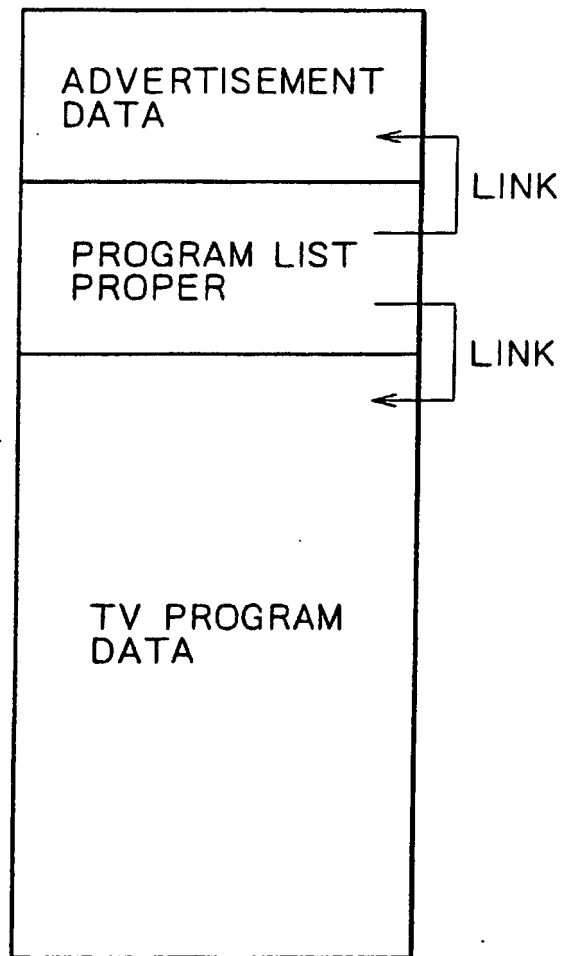 ADVERTISEMENT
DATA
LINK
PROGRAM LIST
PROPER
LINK
TV PROGRAM
DATA